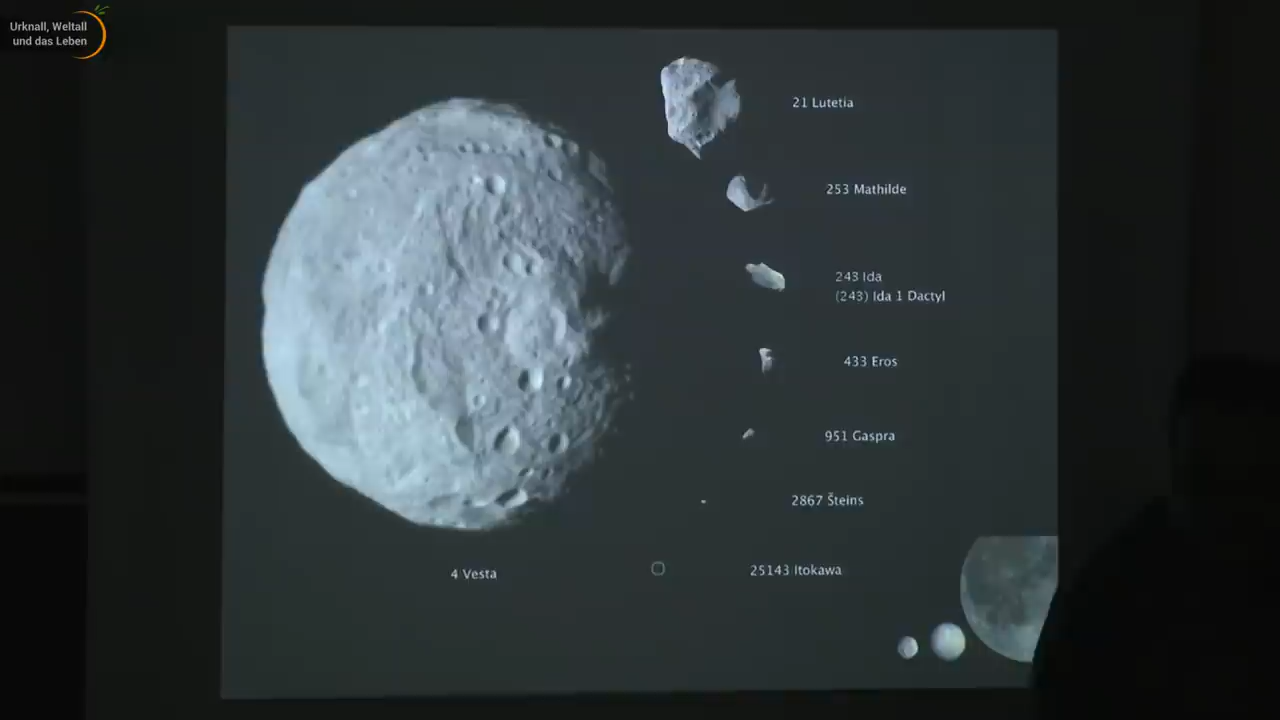 Urknall, Weltall
und das Leben
21 Lutetia
253 Mathilde
243 Ida
(243) Ida 1 Dactyl
433 Eros
951 Gaspra
2867 Šteins
4 Vesta
25143 Itokawa